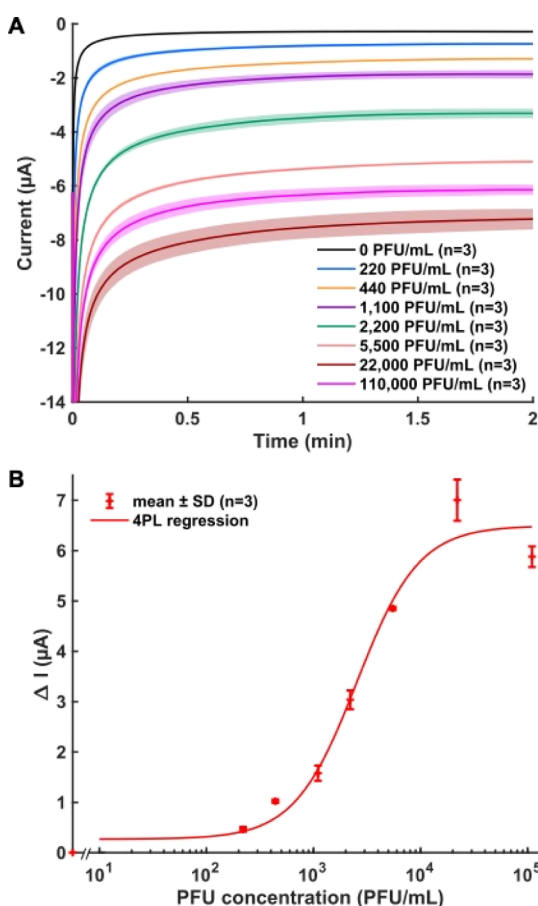 A
0
-2
-4
-6
-8
-10
-12
-14
Current (µA)
0 PFU/mL (n=3)
220 PFU/mL (n=3)
440 PFU/mL (n=3)
1,100 PFU/mL (n=3)
2,200 PFU/mL (n=3)
5,500 PFU/mL (n=3)
22,000 PFU/mL (n=3)
110,000 PFU/mL (n=3)
0 0.5 1 1.5 2
Time (min)
B
7
6
5
4
3
2
1
0
Δ I (µA)
mean ± SD (n=3)
4PL regression
10¹ 10² 10³ 10⁴ 10⁵
PFU concentration (PFU/mL)